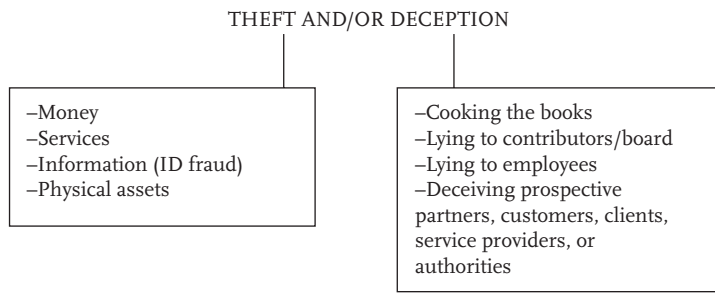 THEFT AND/OR DECEPTION
–Money
–Services
–Information (ID fraud)
–Physical assets
–Cooking the books
–Lying to contributors/board
–Lying to employees
–Deceiving prospective
partners, customers, clients,
service providers, or
authorities